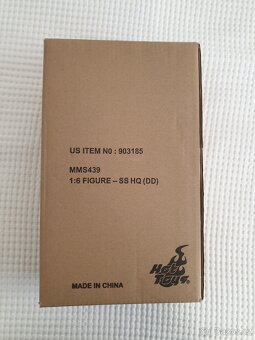 US ITEM NO : 903185
MMS439
1:6 FIGURE – SS HQ (DD)
Hot
Toys®
MADE IN CHINA